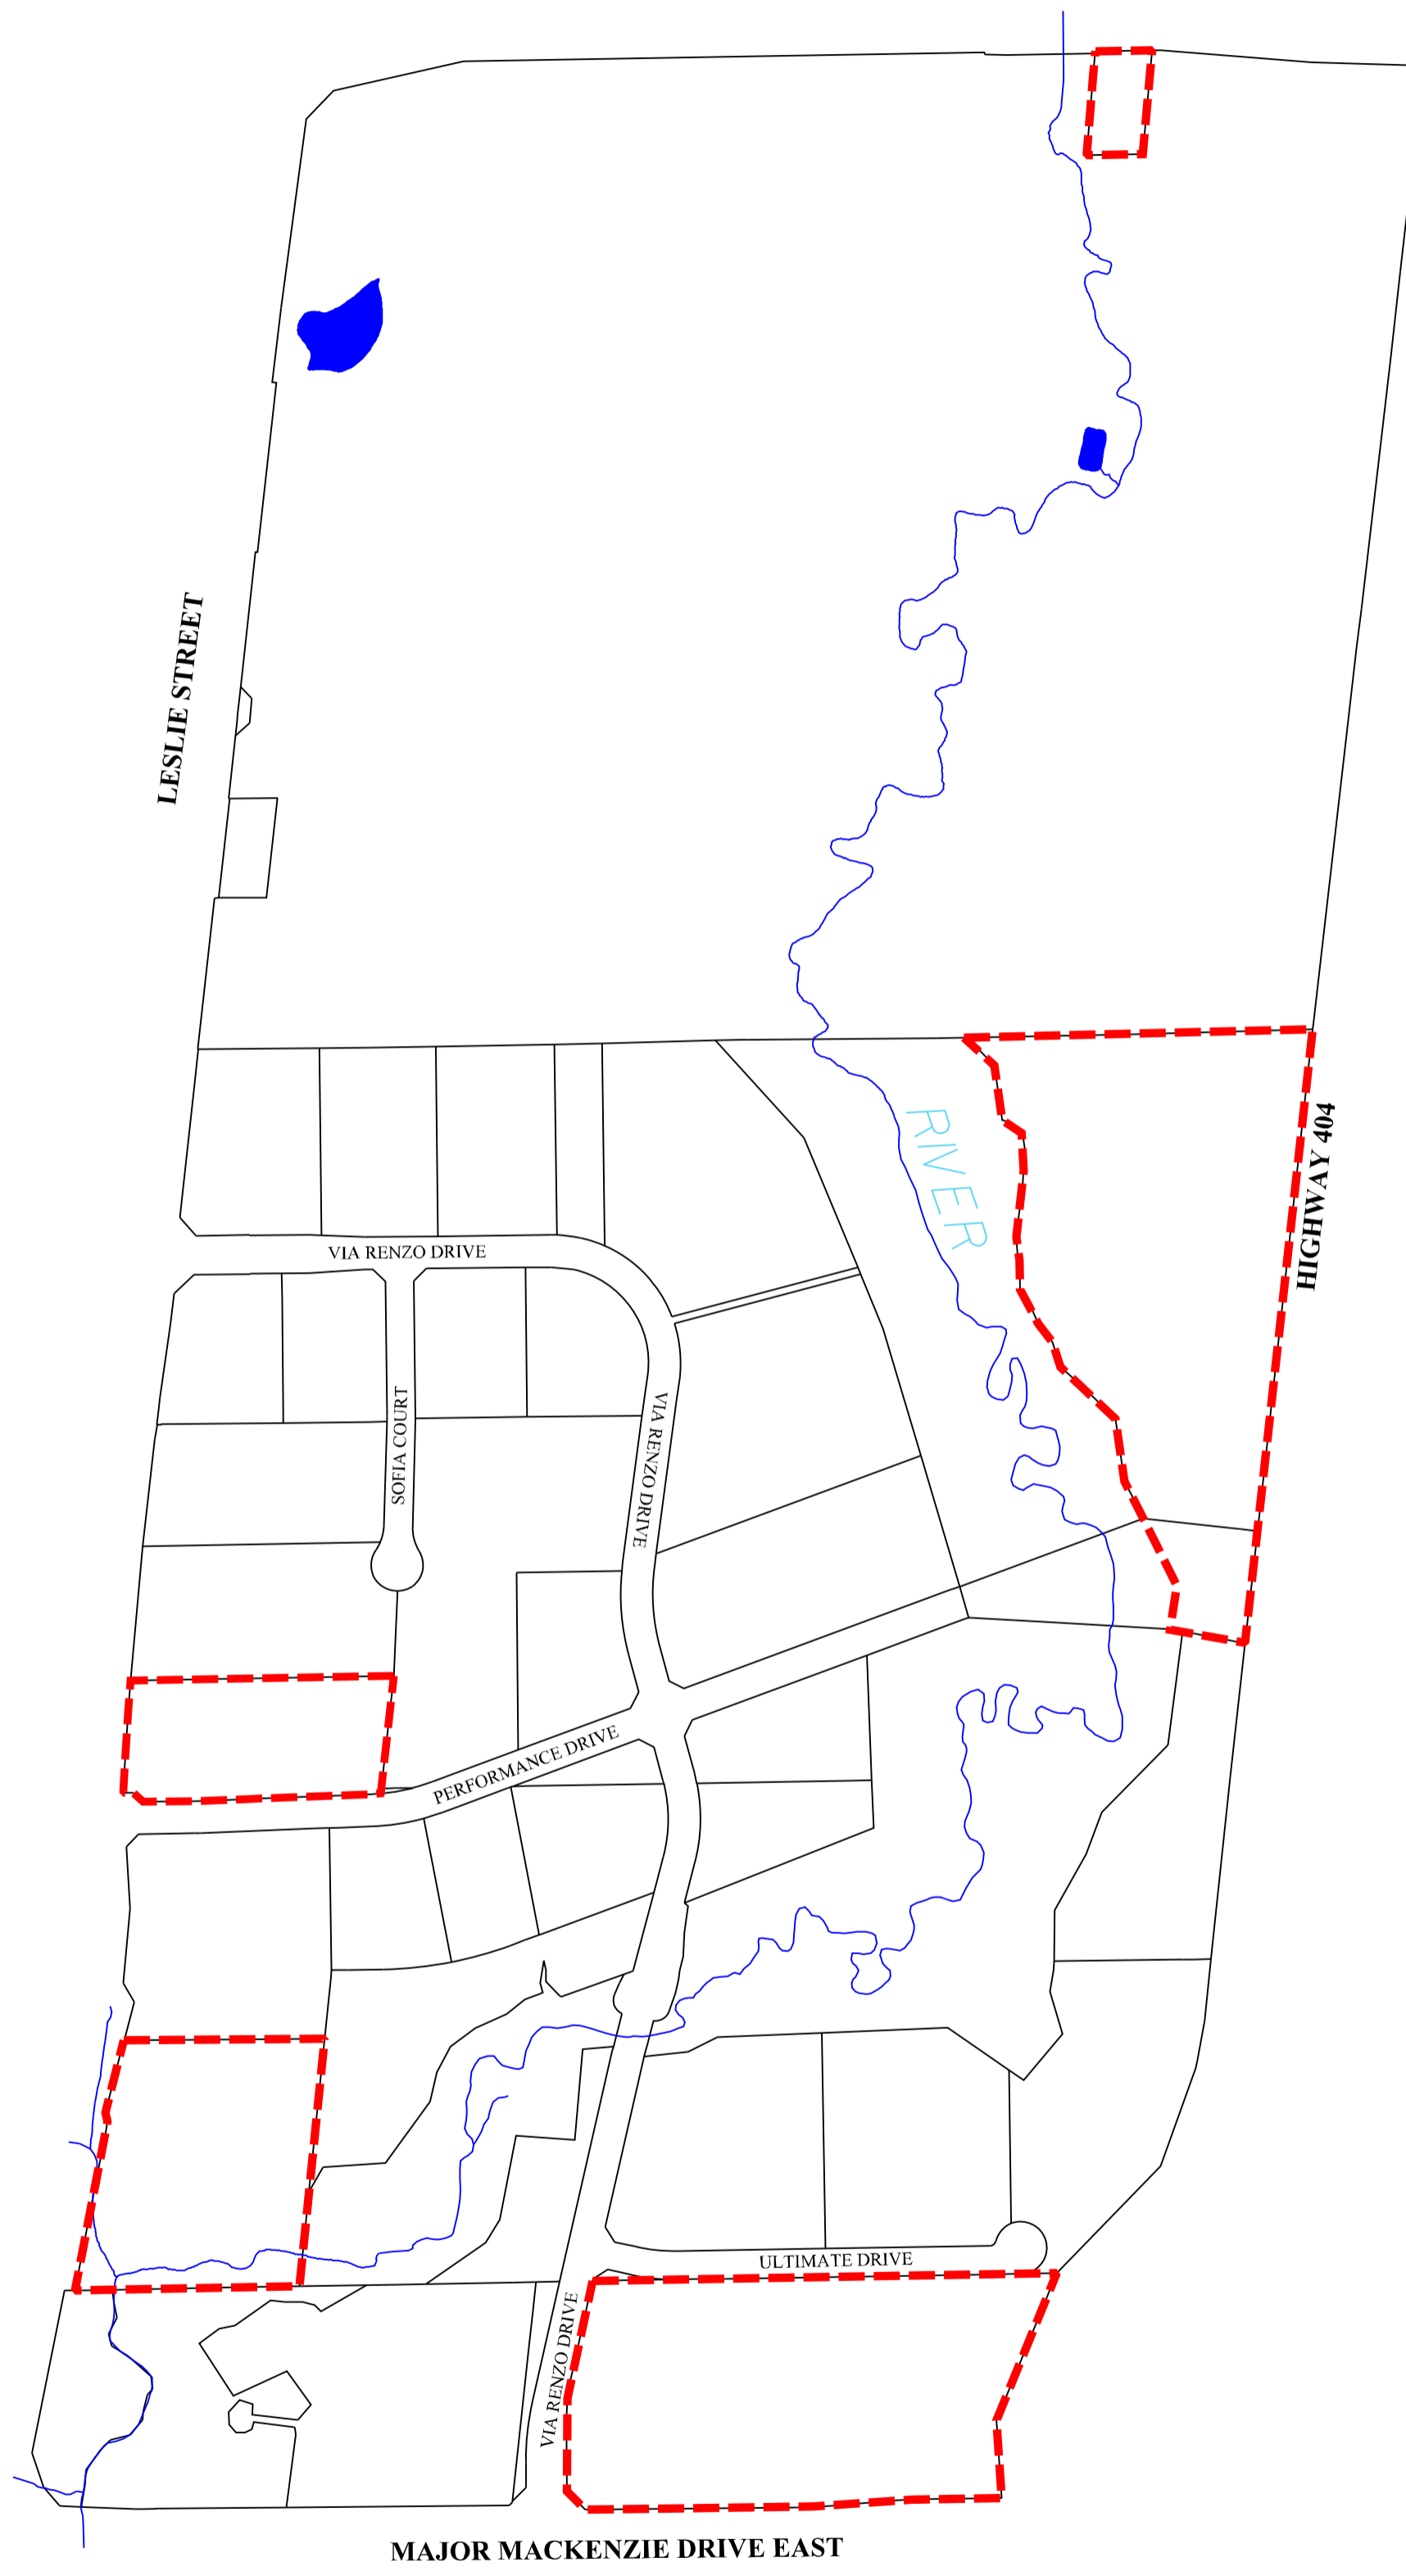 LESLIE STREET
RIVER
HIGHWAY 404
VIA RENZO DRIVE
SOFIA COURT
VIA RENZO DRIVE
PERFORMANCE DRIVE
ULTIMATE DRIVE
VIA RENZO DRIVE
MAJOR MACKENZIE DRIVE EAST